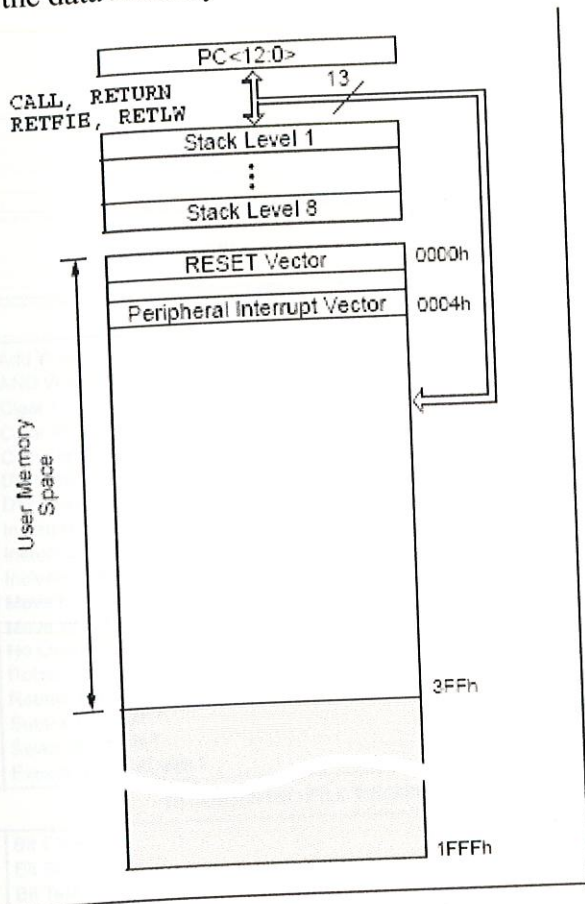 the data
PC<12:0>
13
CALL, RETURN
RETFIE, RETLW
Stack Level 1
Stack Level 8
RESET Vector
0000h
Peripheral Interrupt Vector
0004h
User Memory
Space
3FFh
1FFFh